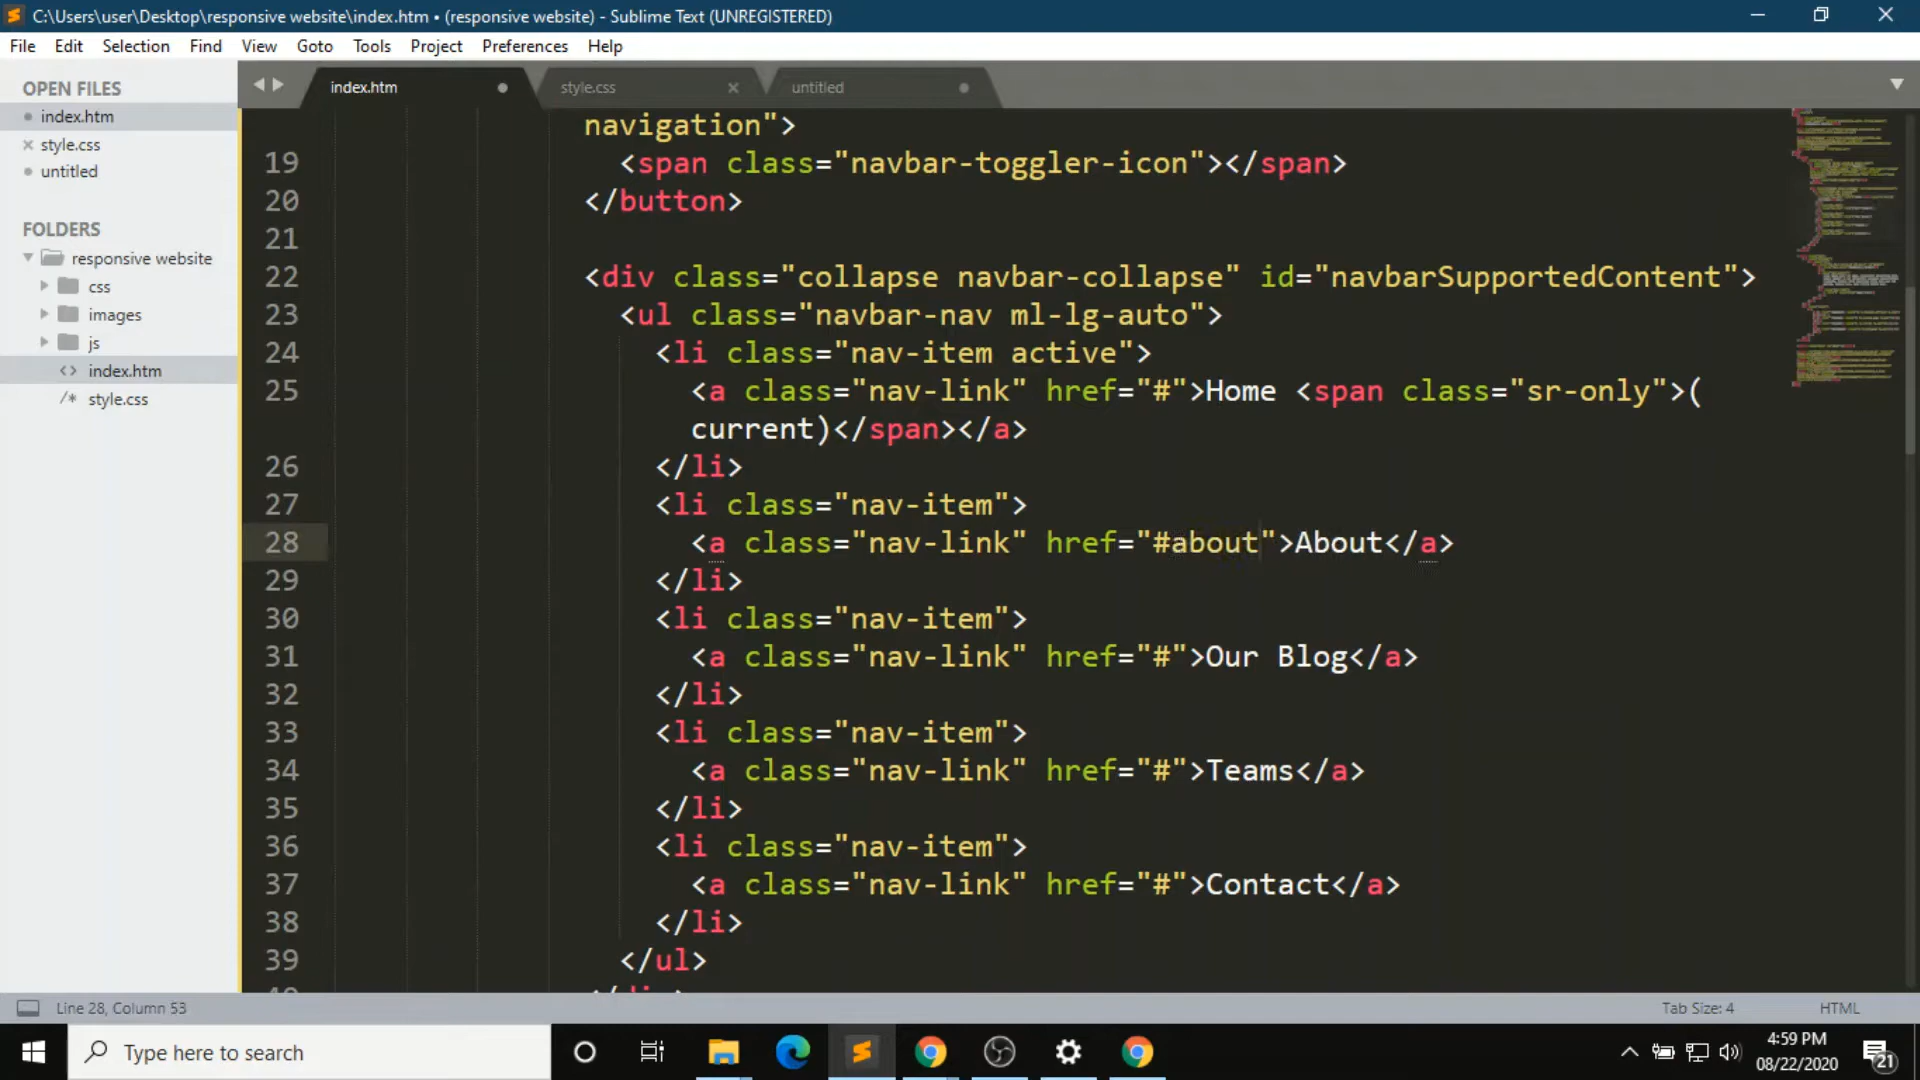 C:\Users\user\Desktop\responsive website\index.htm • (responsive website) - Sublime Text (UNREGISTERED)
File Edit Selection Find View Goto Tools Project Preferences Help
OPEN FILES
index.htm
style.css
untitled
FOLDERS
responsive website
css
images
js
<> index.htm
/* style.css
index.htm style.css untitled
navigation">
19 <span class="navbar-toggler-icon"></span>
20 </button>
21
22 <div class="collapse navbar-collapse" id="navbarSupportedContent">
23 <ul class="navbar-nav ml-lg-auto">
24 <li class="nav-item active">
25 <a class="nav-link" href="#">Home <span class="sr-only">(
current)</span></a>
26 </li>
27 <li class="nav-item">
28 <a class="nav-link" href="#about">About</a>
29 </li>
30 <li class="nav-item">
31 <a class="nav-link" href="#">Our Blog</a>
32 </li>
33 <li class="nav-item">
34 <a class="nav-link" href="#">Teams</a>
35 </li>
36 <li class="nav-item">
37 <a class="nav-link" href="#">Contact</a>
38 </li>
39 </ul>
Line 28, Column 53
Tab Size: 4
HTML
Type here to search
4:59 PM
08/22/2020
21